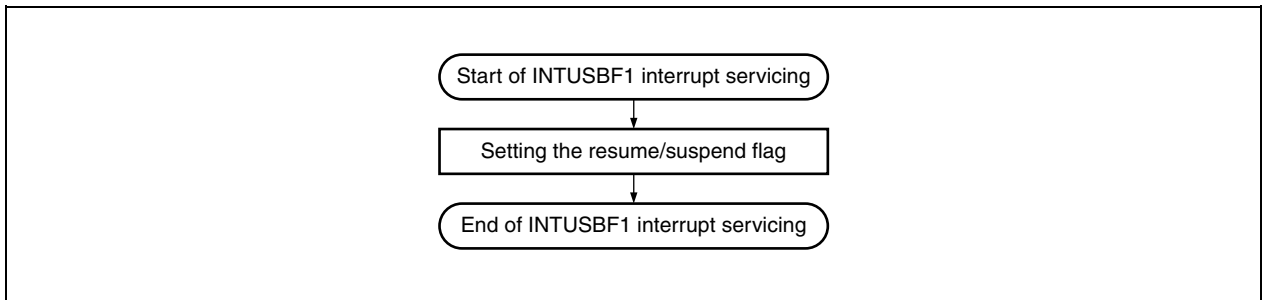 Start of INTUSBF1 interrupt servicing
Setting the resume/suspend flag
End of INTUSBF1 interrupt servicing